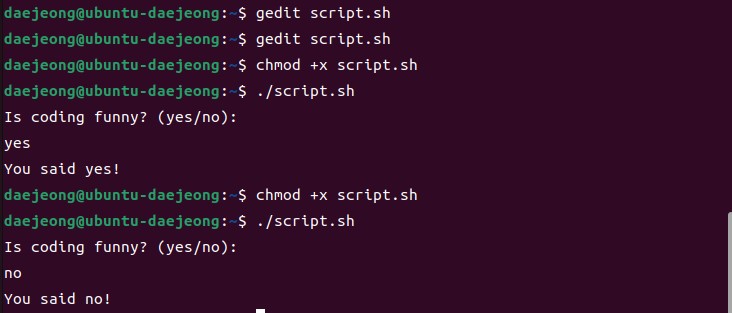 daejeong@ubuntu-daejeong:~$ gedit script.sh
daejeong@ubuntu-daejeong:~$ gedit script.sh
daejeong@ubuntu-daejeong:~$ chmod +x script.sh
daejeong@ubuntu-daejeong:~$ ./script.sh
Is coding funny? (yes/no):
yes
You said yes!
daejeong@ubuntu-daejeong:~$ chmod +x script.sh
daejeong@ubuntu-daejeong:~$ ./script.sh
Is coding funny? (yes/no):
no
You said no!